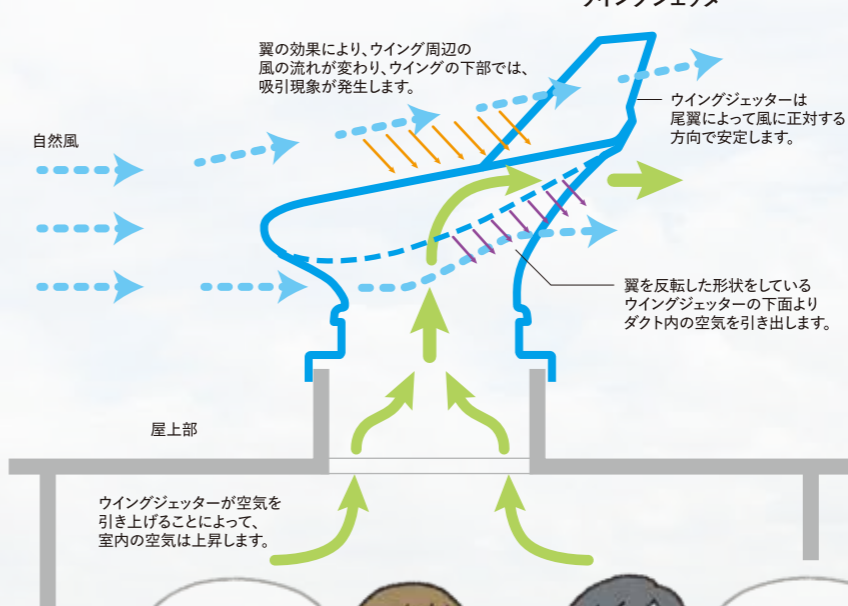 翼の効果により、ウイング周辺の
風の流れが変わり、ウイングの下部では、
吸引現象が発生します。
ウイングジェッターは
尾翼によって風に正対する
方向で安定します。
自然風
翼を反転した形状をしている
ウイングジェッターの下面より
ダクト内の空気を引き出します。
屋上部
ウイングジェッターが空気を
引き上げることによって、
室内の空気は上昇します。